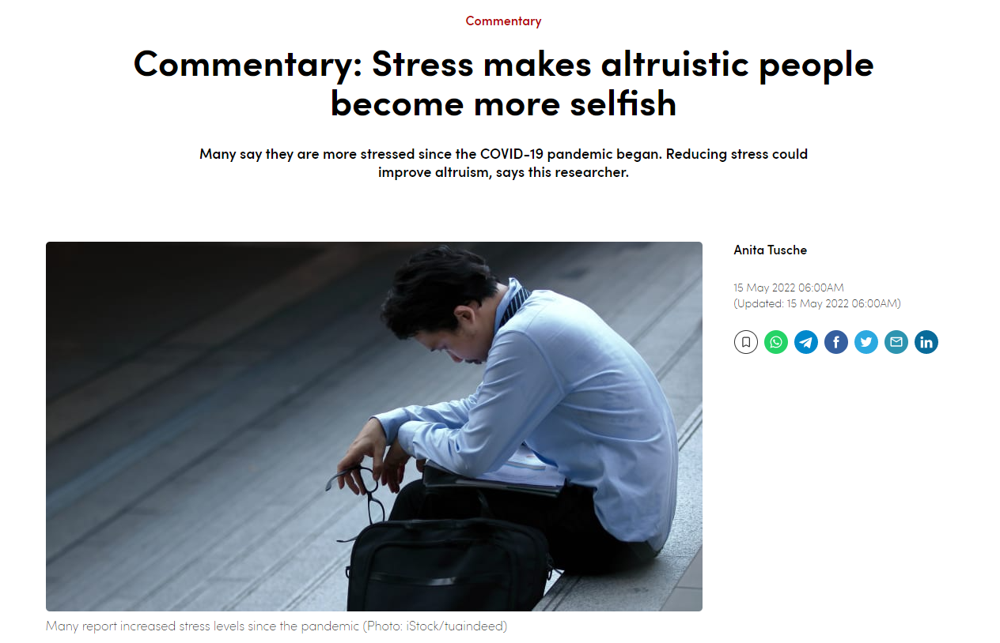 Commentary
Commentary: Stress makes altruistic people
become more selfish
Many say they are more stressed since the COVID-19 pandemic began. Reducing stress could
improve altruism, says this researcher.
Anita Tusche
15 May 2022 06:00AM
(Updated: 15 May 2022 06:00AM)
Many report increased stress levels since the pandemic (Photo: iStock/tuaindeed)